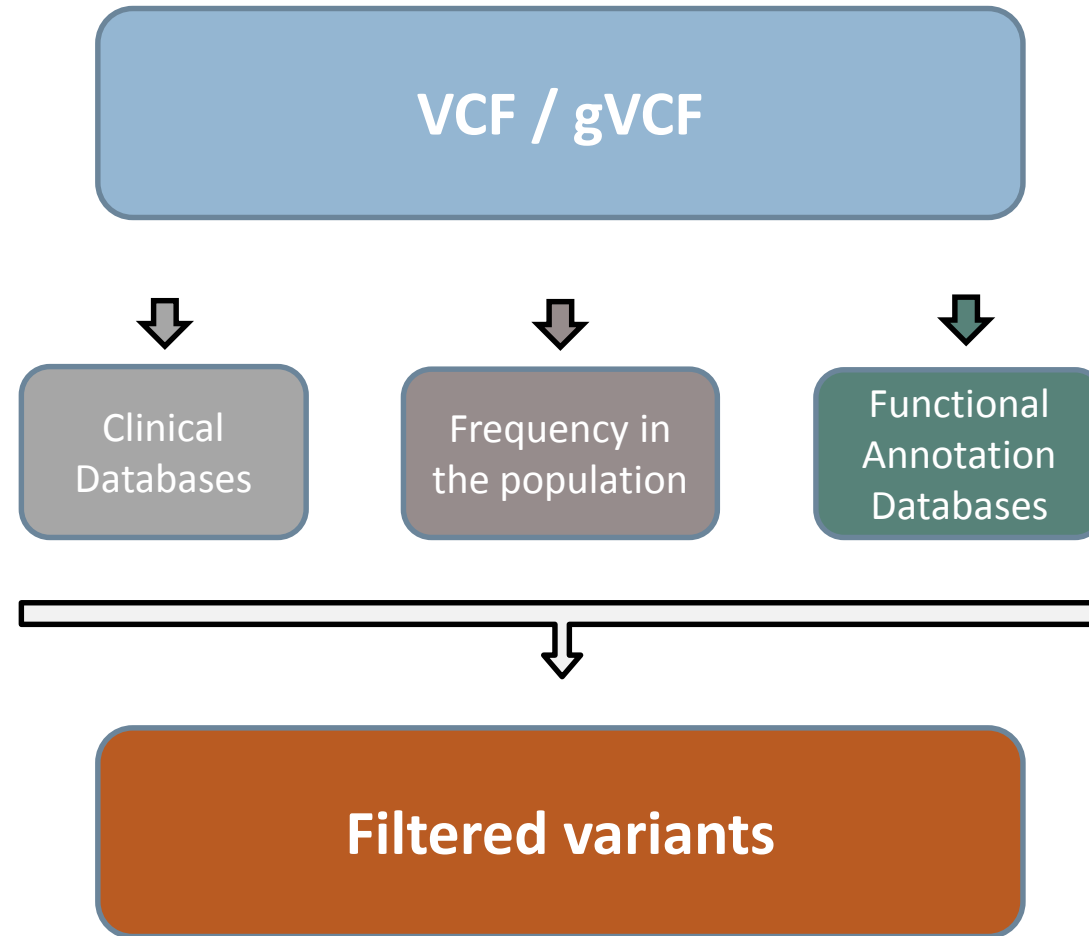 VCF / gVCF
Clinical
Databases
Frequency in
the population
Functional
Annotation
Databases
Filtered variants